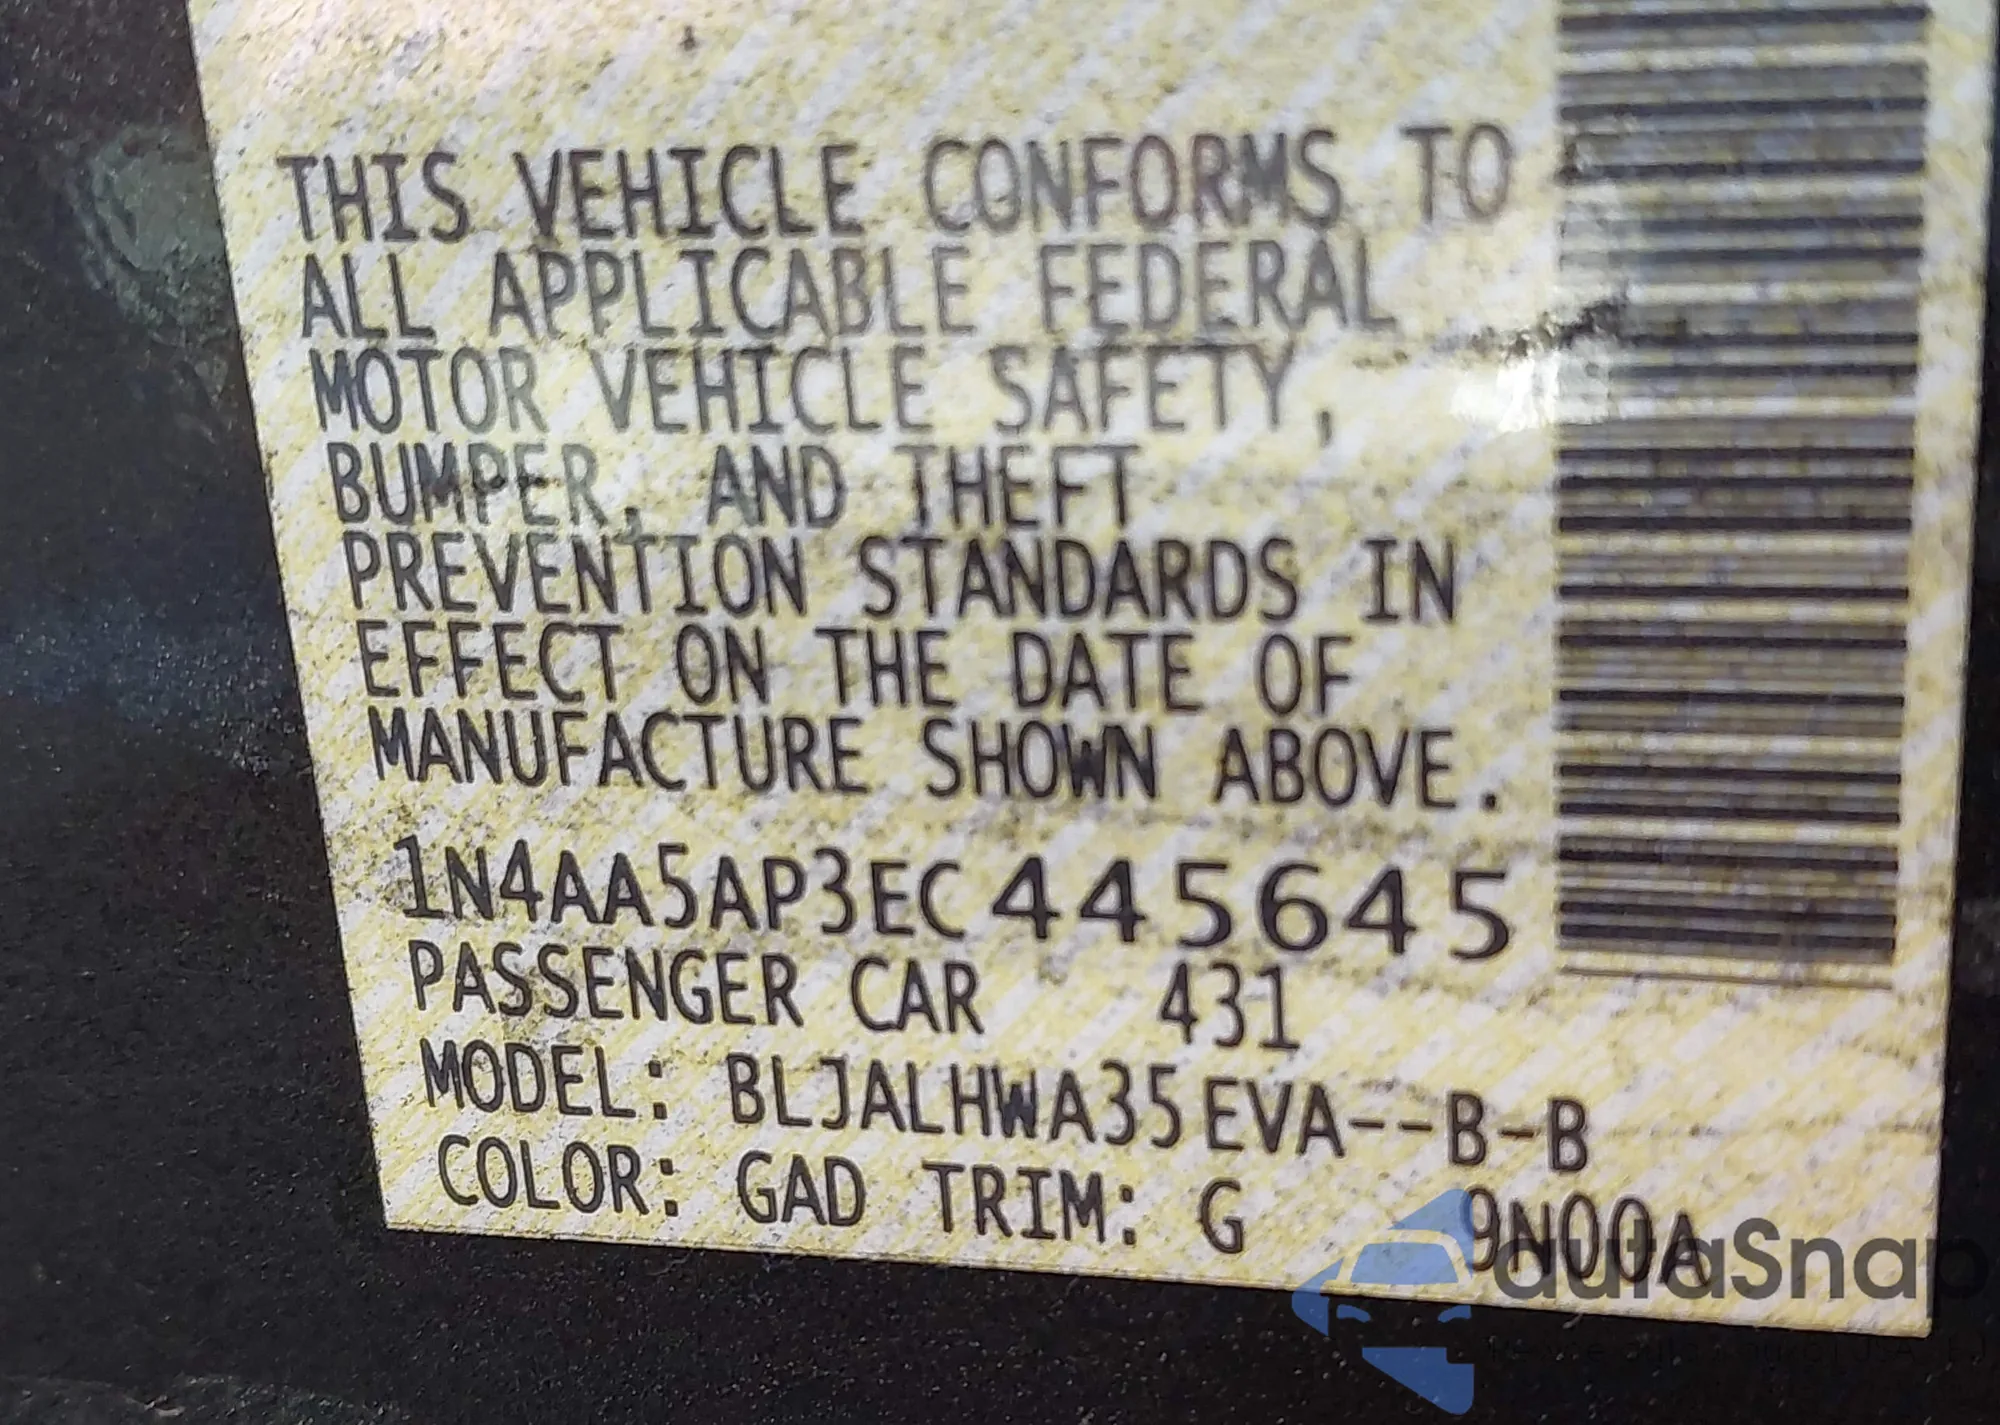 THIS VEHICLE CONFORMS TO
ALL APPLICABLE FEDERAL
MOTOR VEHICLE SAFETY,
BUMPER, AND THEFT
PREVENTION STANDARDS IN
EFFECT ON THE DATE OF
MANUFACTURE SHOWN ABOVE.
1N4AA5AP3EC445645
PASSENGER CAR 431
MODEL: BLJALHWA35EVA--B-B
COLOR: GAD TRIM: G 9N00A
autaSnap